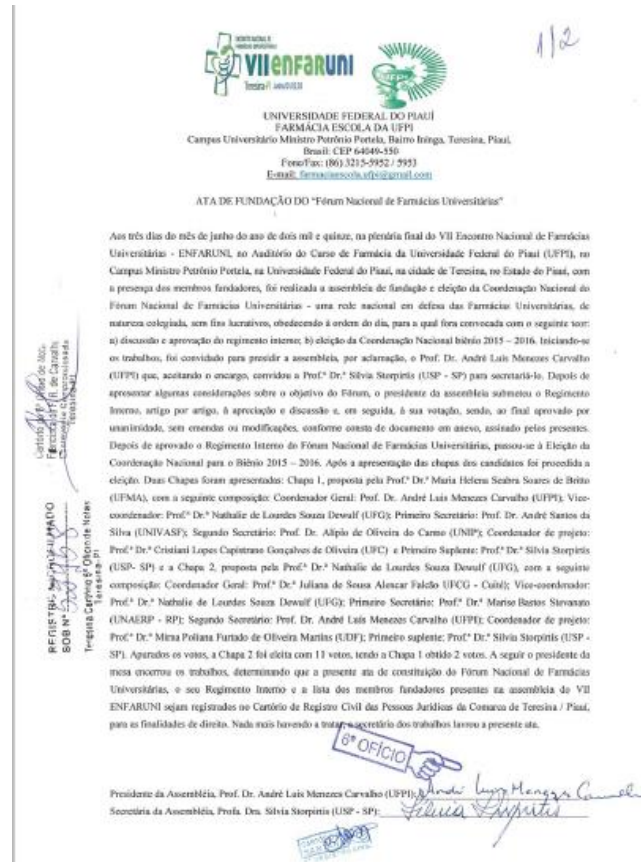 1/2
VII ENFARUNI
UFPI
UNIVERSIDADE FEDERAL DO PIAUÍ
FARMÁCIA ESCOLA DA UFPI
Campus Universitário Ministro Petrônio Portela, Bairro Ininga, Teresina, Piauí,
Brasil: CEP 64049-550
Fone/Fax: (86) 3215-5952 / 5953
E-mail: farmaciaescola.ufpi@gmail.com
ATA DE FUNDAÇÃO DO "Fórum Nacional de Farmácias Universitárias"
Aos três dias do mês de junho do ano de dois mil e quinze, na plenária final do VII Encontro Nacional de Farmácias
Universitárias - ENFARUNI, no Auditório do Curso de Farmácia da Universidade Federal do Piauí (UFPI), no
Campus Ministro Petrônio Portela, na Universidade Federal do Piauí, na cidade de Teresina, no Estado do Piauí, com
a presença dos membros fundadores, foi realizada a assembleia de fundação e eleição da Coordenação Nacional do
Fórum Nacional de Farmácias Universitárias - uma rede nacional em defesa das Farmácias Universitárias, de
natureza colegiada, sem fins lucrativos, obedecendo à ordem do dia, para a qual fora convocada com o seguinte teor:
a) discussão e aprovação do regimento interno; b) eleição da Coordenação Nacional biênio 2015 – 2016. Iniciando-se
os trabalhos, foi convidado para presidir a assembleia, por aclamação, o Prof. Dr. André Luis Menezes Carvalho
(UFPI) que, aceitando o encargo, convidou a Profª Dr.ª Silvia Storpirtis (USP - SP) para secretariá-lo. Depois de
apresentar algumas considerações sobre o objetivo do Fórum, o presidente da assembleia submeteu o Regimento
Interno, artigo por artigo, à apreciação e discussão e, em seguida, à sua votação, sendo, ao final aprovado por
unanimidade, sem emendas ou modificações, conforme consta de documento em anexo, assinado pelos presentes.
Depois de aprovado o Regimento Interno do Fórum Nacional de Farmácias Universitárias, passou-se à Eleição da
Coordenação Nacional para o Biênio 2015 – 2016. Após a apresentação das chapas dos candidatos foi procedida a
eleição. Duas Chapas foram apresentadas: Chapa 1, proposta pela Prof.ª Dr.ª Maria Helena Seabra Soares de Britto
(UFMA), com a seguinte composição: Coordenador Geral: Prof. Dr. André Luis Menezes Carvalho (UFPI); Vice-
coordenador: Prof.ª Dr.ª Nathalie de Lourdes Souza Dewulf (UFG); Primeiro Secretário: Prof. Dr. André Santos da
Silva (UNIVASF); Segundo Secretário: Prof. Dr. Alípio de Oliveira do Carmo (UNIP); Coordenador de projeto:
Prof.ª Dr.ª Cristiani Lopes Capistrano Gonçalves de Oliveira (UFC) e Primeiro Suplente: Prof.ª Dr.ª Silvia Storpirtis
(USP- SP) e a Chapa 2, proposta pela Prof.ª Dr.ª Nathalie de Lourdes Souza Dewulf (UFG), com a seguinte
composição: Coordenador Geral: Prof.ª Dr.ª Juliana de Sousa Alencar Falcão UFCG - Cuité); Vice-coordenador:
Prof.ª Dr.ª Nathalie de Lourdes Souza Dewulf (UFG); Primeiro Secretário: Prof.ª Dr.ª Marise Bastos Stevanato
(UNAERP - RP); Segundo Secretário: Prof. Dr. André Luis Menezes Carvalho (UFPI); Coordenador de projeto:
Prof.ª Dr.ª Mirna Poliana Furtado de Oliveira Martins (UDF); Primeiro suplente: Prof.ª Dr.ª Silvia Storpirtis (USP -
SP). Apurados os votos, a Chapa 2 foi eleita com 11 votos, tendo a Chapa 1 obtido 2 votos. A seguir o presidente da
mesa encerrou os trabalhos, determinando que a presente ata de constituição do Fórum Nacional de Farmácias
Universitárias, o seu Regimento Interno e a lista dos membros fundadores presentes na assembleia do VII
ENFARUNI sejam registrados no Cartório de Registro Civil das Pessoas Jurídicas da Comarca de Teresina / Piauí,
para as finalidades de direito. Nada mais havendo a tratar, a secretário dos trabalhos lavrou a presente ata.
6º OFÍCIO
Presidente da Assembléia, Prof. Dr. André Luis Menezes Carvalho (UFPI):
Secretária da Assembléia, Profa. Dra. Silvia Storpirtis (USP - SP):
SOB Nº
Teresina